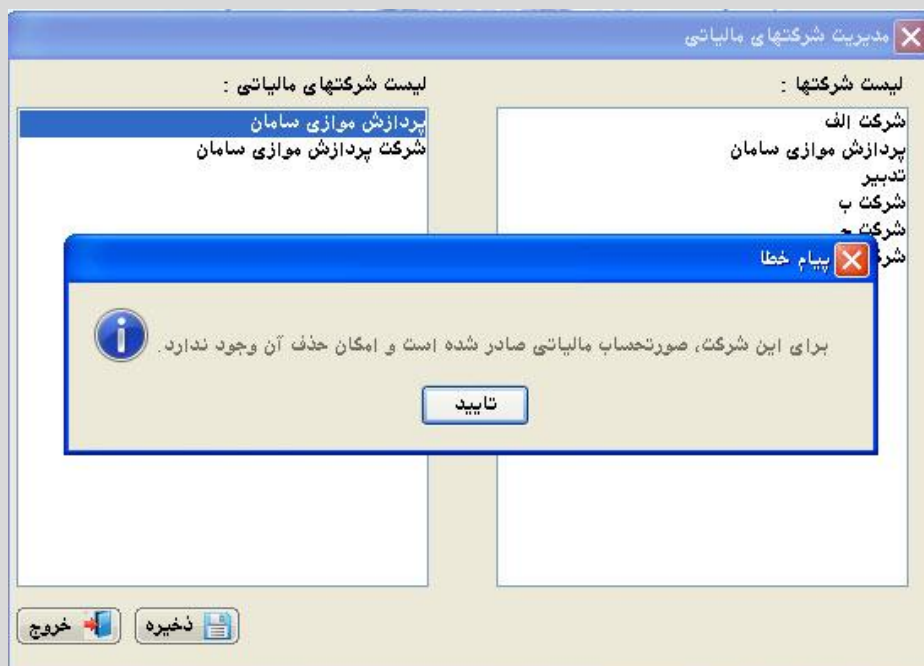 مدیریت شرکتهای مالیاتی
لیست شرکتها :
شرکت الف
پردازش موازی سامان
تدبیر
شرکت ب
شرکت
لیست شرکتهای مالیاتی :
پردازش موازی سامان
شرکت پردازش موازی سامان
پیام خطا
برای این شرکت، صورتحساب مالیاتی صادر شده است و امکان حذف آن وجود ندارد.
تایید
ذخیره
خروج